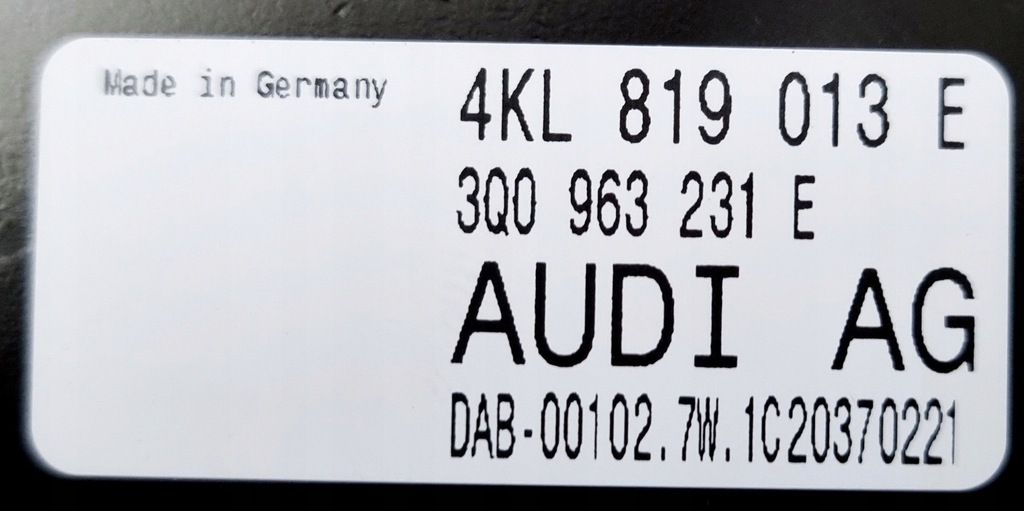 Made in Germany
4KL 819 013 E
3Q0 963 231 E
AUDI AG
DAB-00102.7W.1C20370221